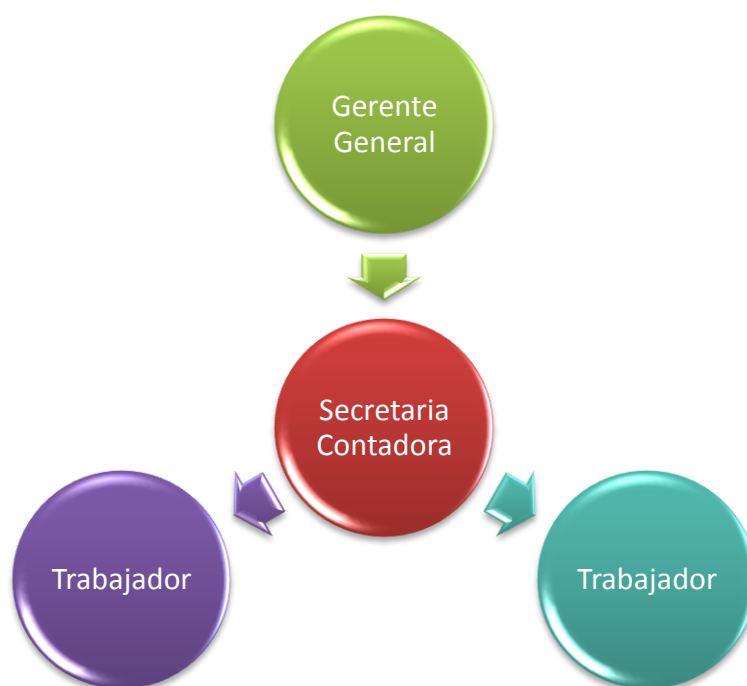 Gerente
General
Secretaria
Contadora
Trabajador
Trabajador